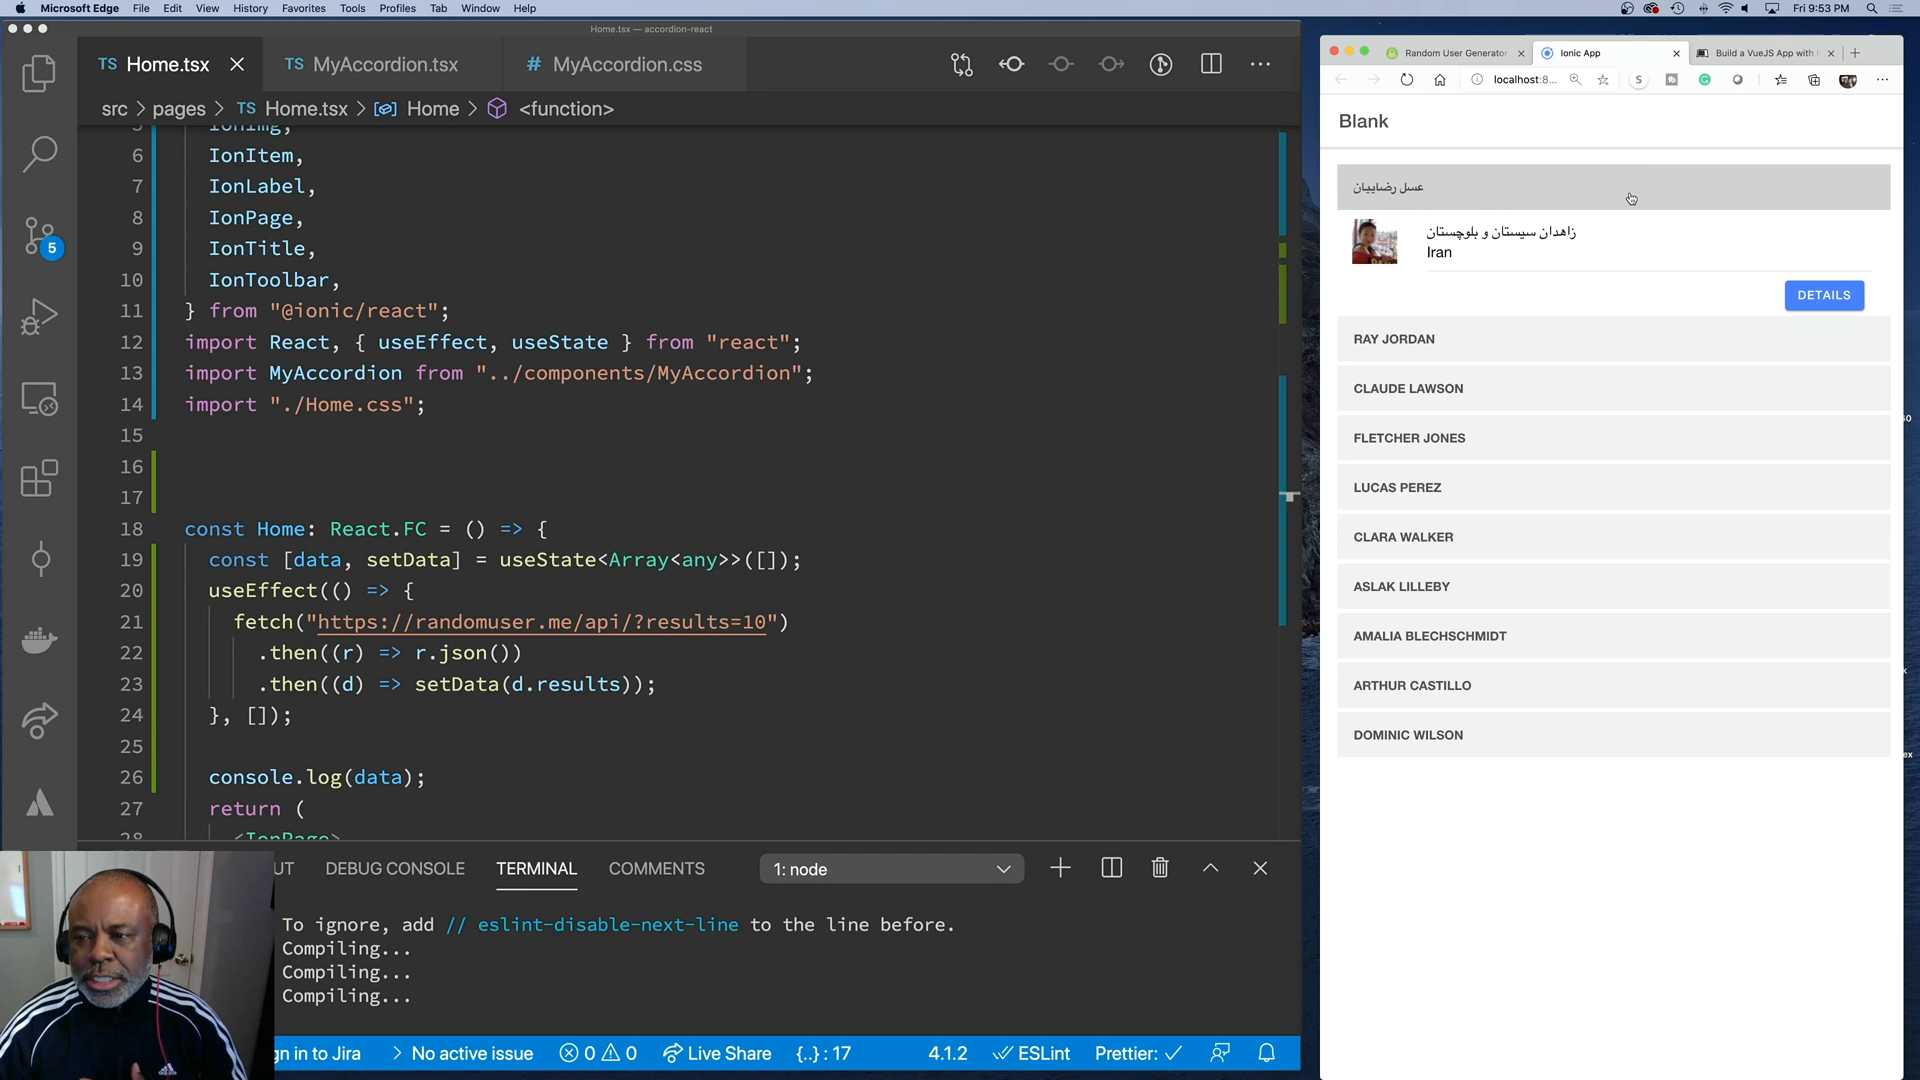 Microsoft Edge File Edit View History Favorites Tools Profiles Tab Window Help
Fri 9:53 PM
Home.tsx — accordion-react
TS Home.tsx
TS MyAccordion.tsx
# MyAccordion.css
src > pages > TS Home.tsx > Home > <function>
IonImg,
6 IonItem,
7 IonLabel,
8 IonPage,
9 IonTitle,
10 IonToolbar,
11 } from "@ionic/react";
12 import React, { useEffect, useState } from "react";
13 import MyAccordion from "../components/MyAccordion";
14 import "./Home.css";
15
16
17
18 const Home: React.FC = () => {
19 const [data, setData] = useState<Array<any>>([]);
20 useEffect(() => {
21 fetch("https://randomuser.me/api/?results=10")
22 .then((r) => r.json())
23 .then((d) => setData(d.results));
24 }, []);
25
26 console.log(data);
27 return (
28 <IonPage>
5
UT DEBUG CONSOLE TERMINAL COMMENTS 1: node
To ignore, add // eslint-disable-next-line to the line before.
Compiling...
Compiling...
Compiling...
gn in to Jira > No active issue 0 0 Live Share {..} : 17 4.1.2 ESLint Prettier: ✓
Random User Generator
Ionic App
Build a VueJS App with
localhost:8...
S
Blank
عسل رضاییان
زاهدان سیستان و بلوچستان
Iran
DETAILS
RAY JORDAN
CLAUDE LAWSON
FLETCHER JONES
LUCAS PEREZ
CLARA WALKER
ASLAK LILLEBY
AMALIA BLECHSCHMIDT
ARTHUR CASTILLO
DOMINIC WILSON